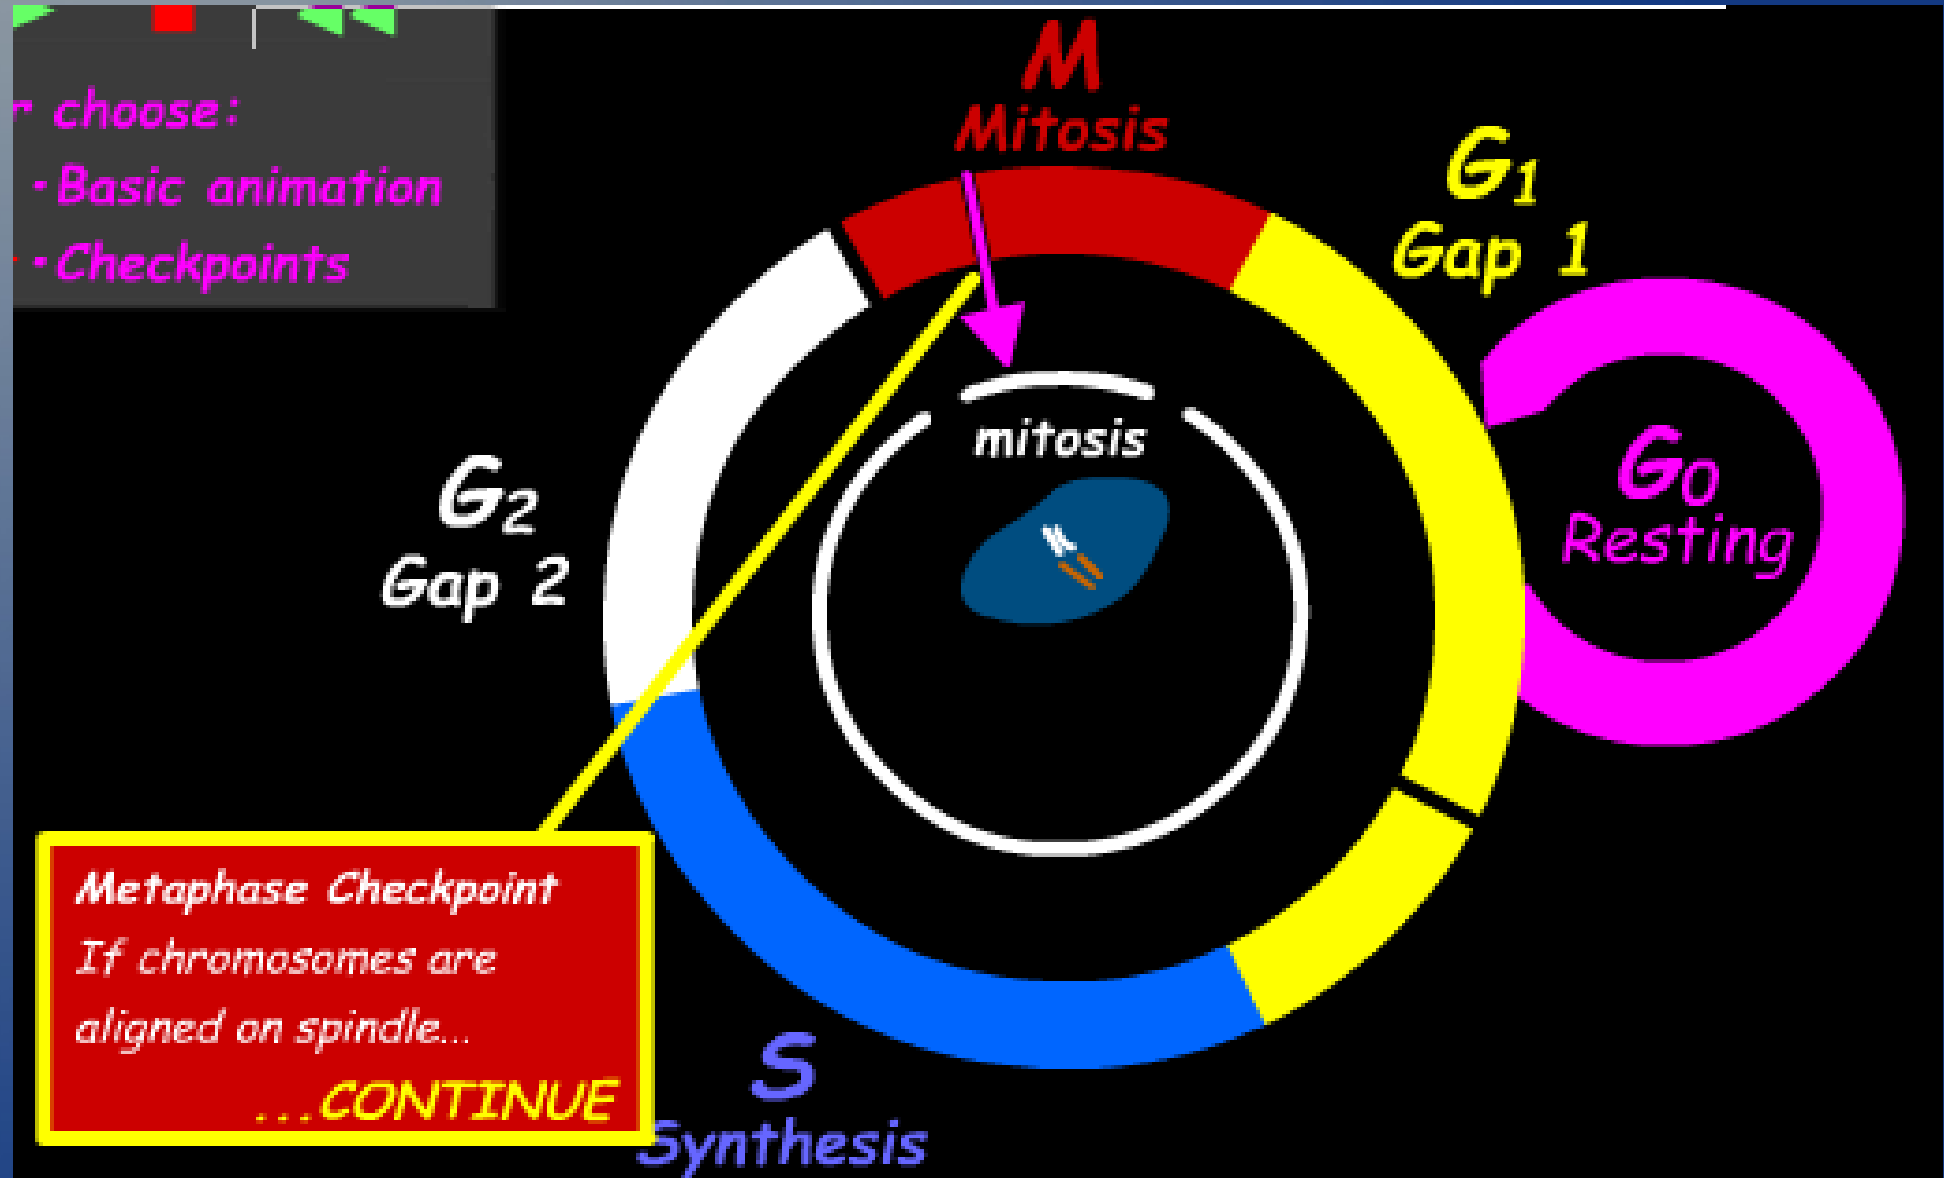 choose:
• Basic animation
• Checkpoints
M
Mitosis
G1
Gap 1
G0
Resting
mitosis
G2
Gap 2
Metaphase Checkpoint
If chromosomes are
aligned on spindle...
...CONTINUE
S
Synthesis